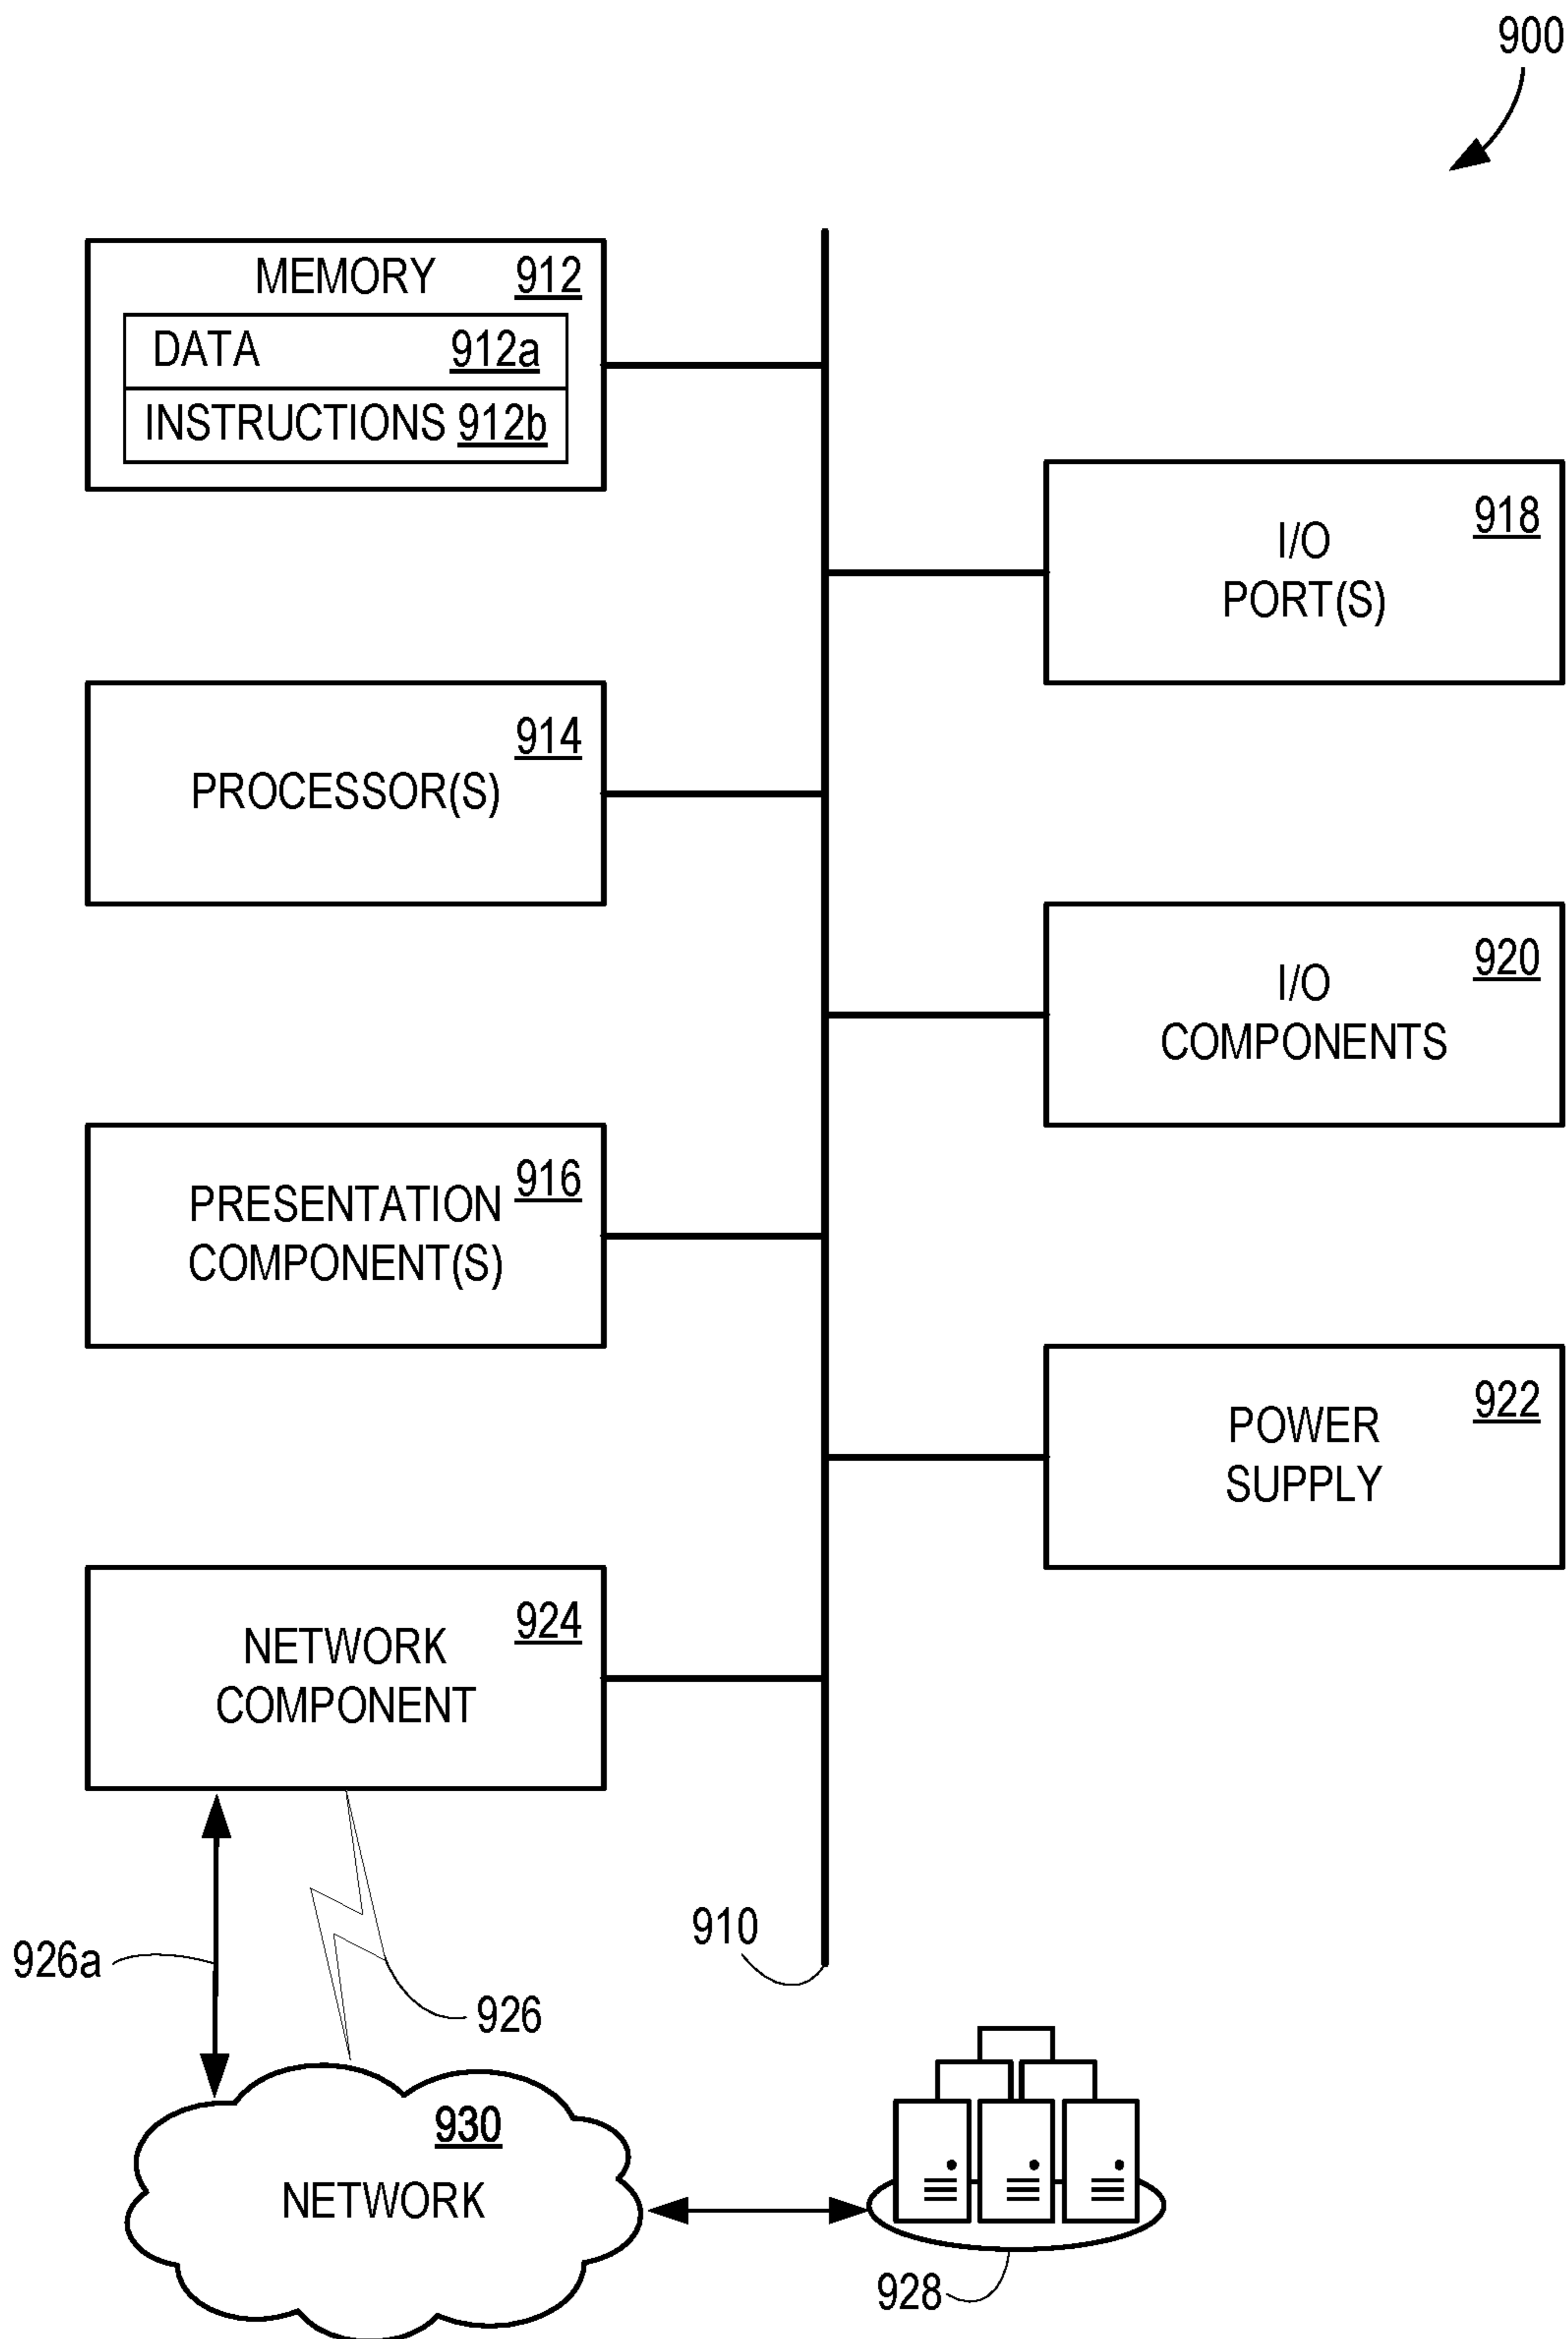 900
MEMORY 912
DATA 912a
INSTRUCTIONS 912b
918
I/O
PORT(S)
914
PROCESSOR(S)
920
I/O
COMPONENTS
916
PRESENTATION
COMPONENT(S)
922
POWER
SUPPLY
924
NETWORK
COMPONENT
910
926a
926
930
NETWORK
928